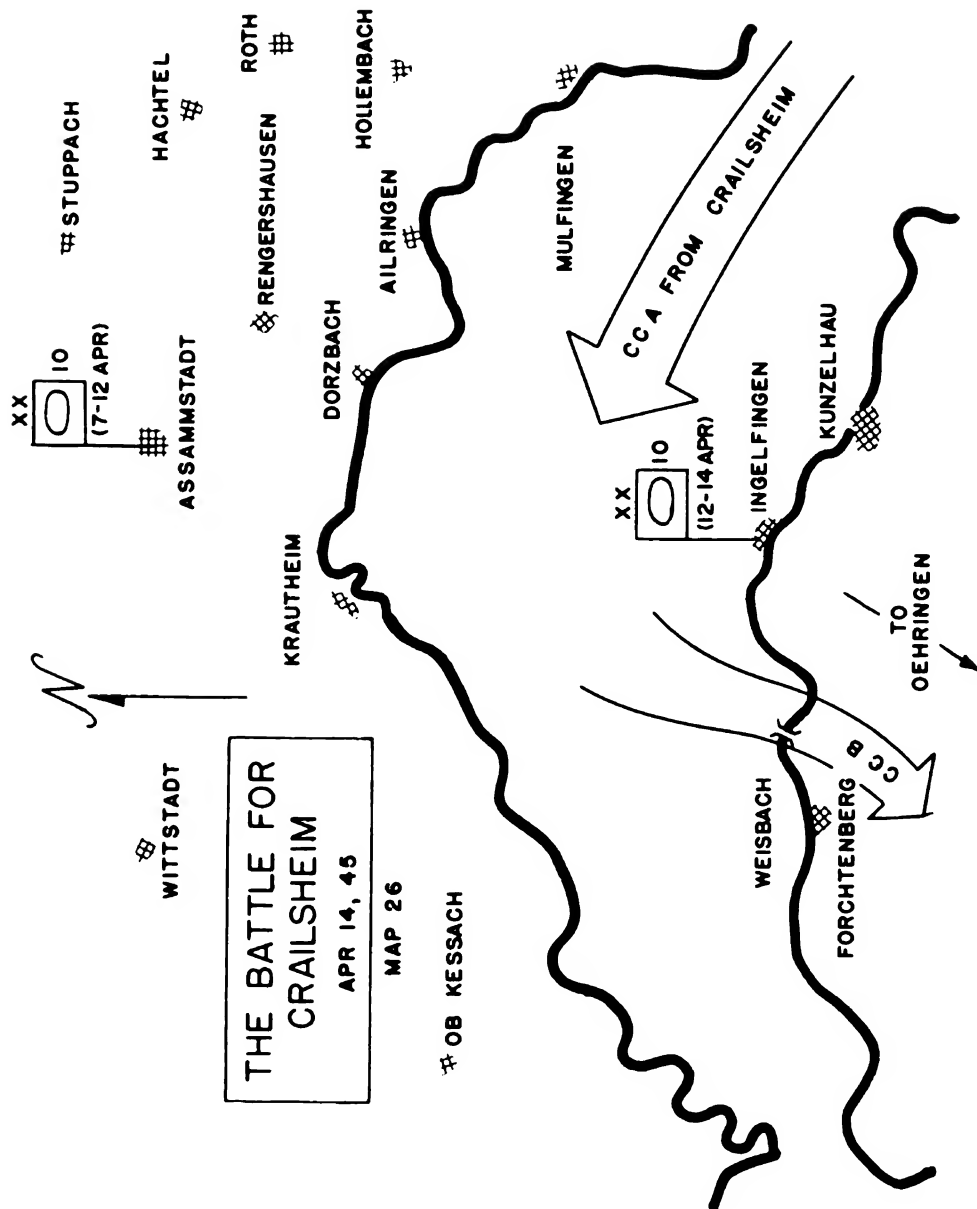 THE BATTLE FOR
CRAILSHEIM
APR 14, 45
MAP 26
N
WITTSTADT
OB KESSACH
KRAUTHEIM
XX
10
(7-12 APR)
ASSAMMSTADT
STUPPACH
HACHTEL
ROTH
RENGERSHAUSEN
HOLLEMBACH
DORZBACH
AILRINGEN
MULFINGEN
CCA FROM CRAILSHEIM
XX
10
(12-14 APR)
INGELFINGEN
KUNZELHAU
WEISBACH
FORCHTENBERG
CCB
TO
OEHRINGEN